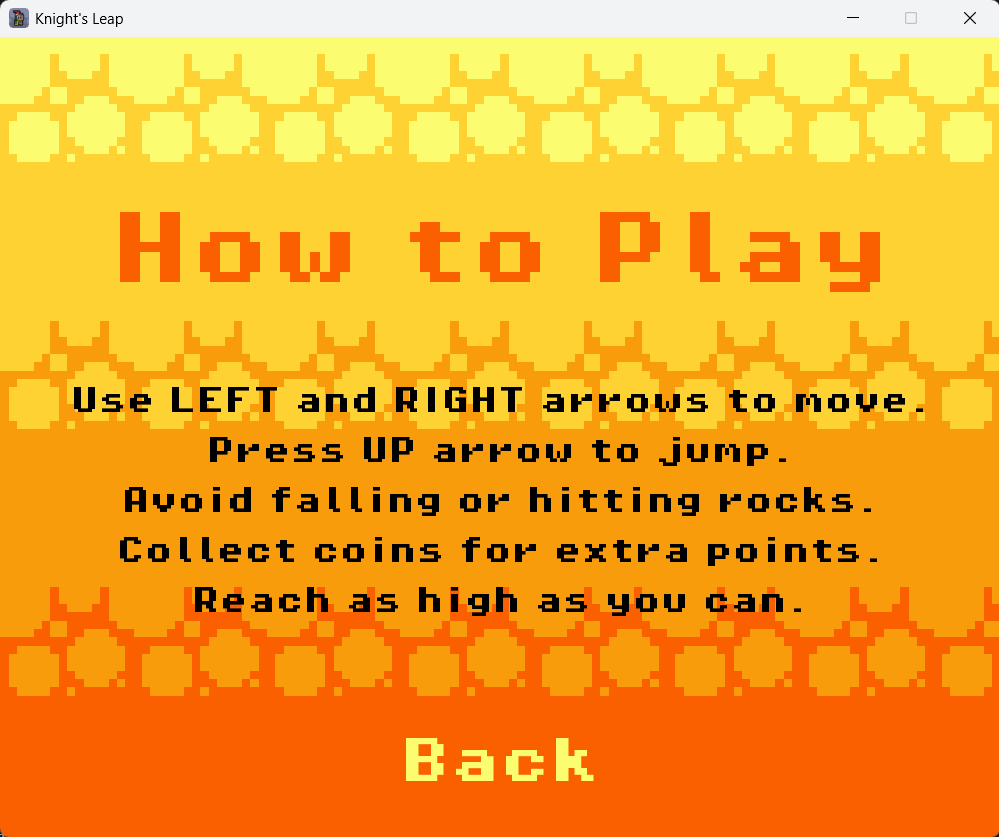 Knight's Leap
How to Play
Use LEFT and RIGHT arrows to move.
Press UP arrow to jump.
Avoid falling or hitting rocks.
Collect coins for extra points.
Reach as high as you can.
Back